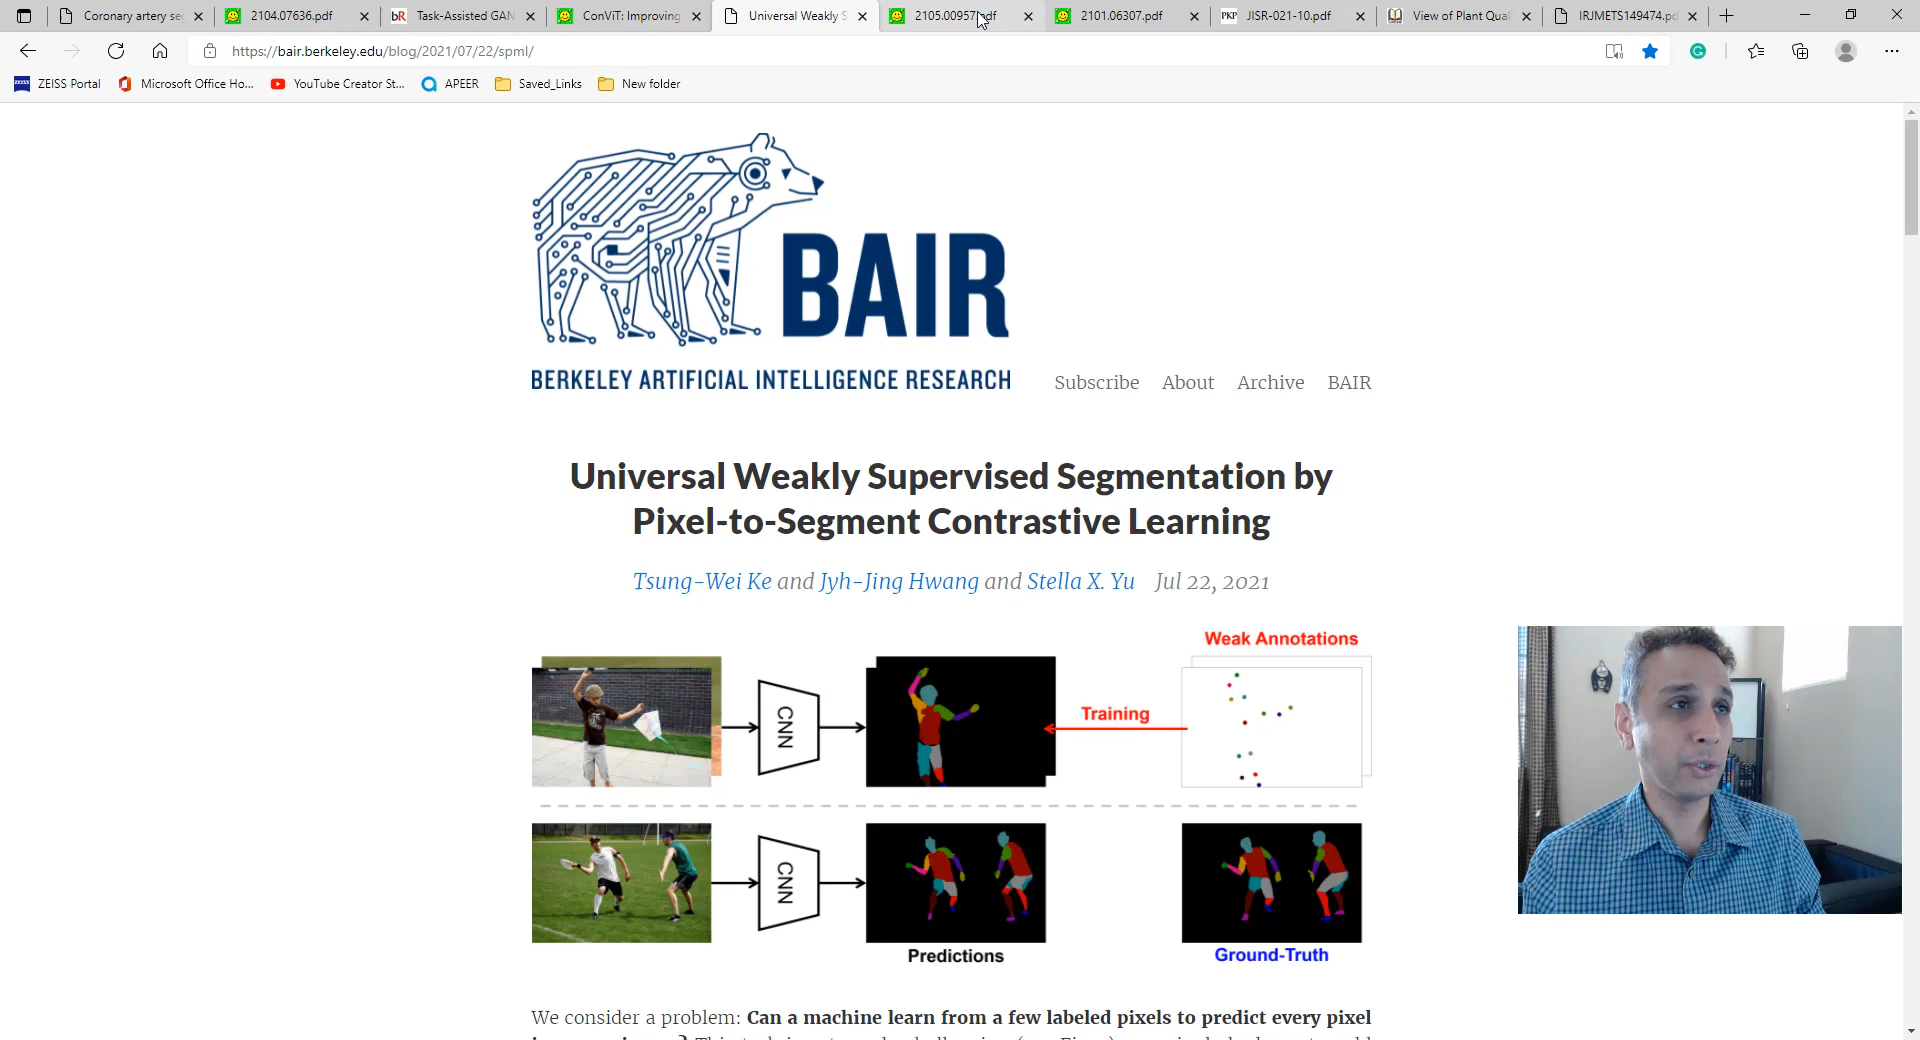 Coronary artery se
2104.07636.pdf
bR Task-Assisted GAN
ConViT: Improving
Universal Weakly S
2105.00957.pdf
2101.06307.pdf
PKP JISR-021-10.pdf
View of Plant Qual
IRJMETS149474.pd
https://bair.berkeley.edu/blog/2021/07/22/spml/
ZEISS Portal
Microsoft Office Ho...
YouTube Creator St...
APEER
Saved_Links
New folder
BAIR
BERKELEY ARTIFICIAL INTELLIGENCE RESEARCH
Subscribe About Archive BAIR
Universal Weakly Supervised Segmentation by
Pixel-to-Segment Contrastive Learning
Tsung-Wei Ke and Jyh-Jing Hwang and Stella X. Yu Jul 22, 2021
Weak Annotations
CNN
Training
CNN
Predictions
Ground-Truth
We consider a problem: Can a machine learn from a few labeled pixels to predict every pixel